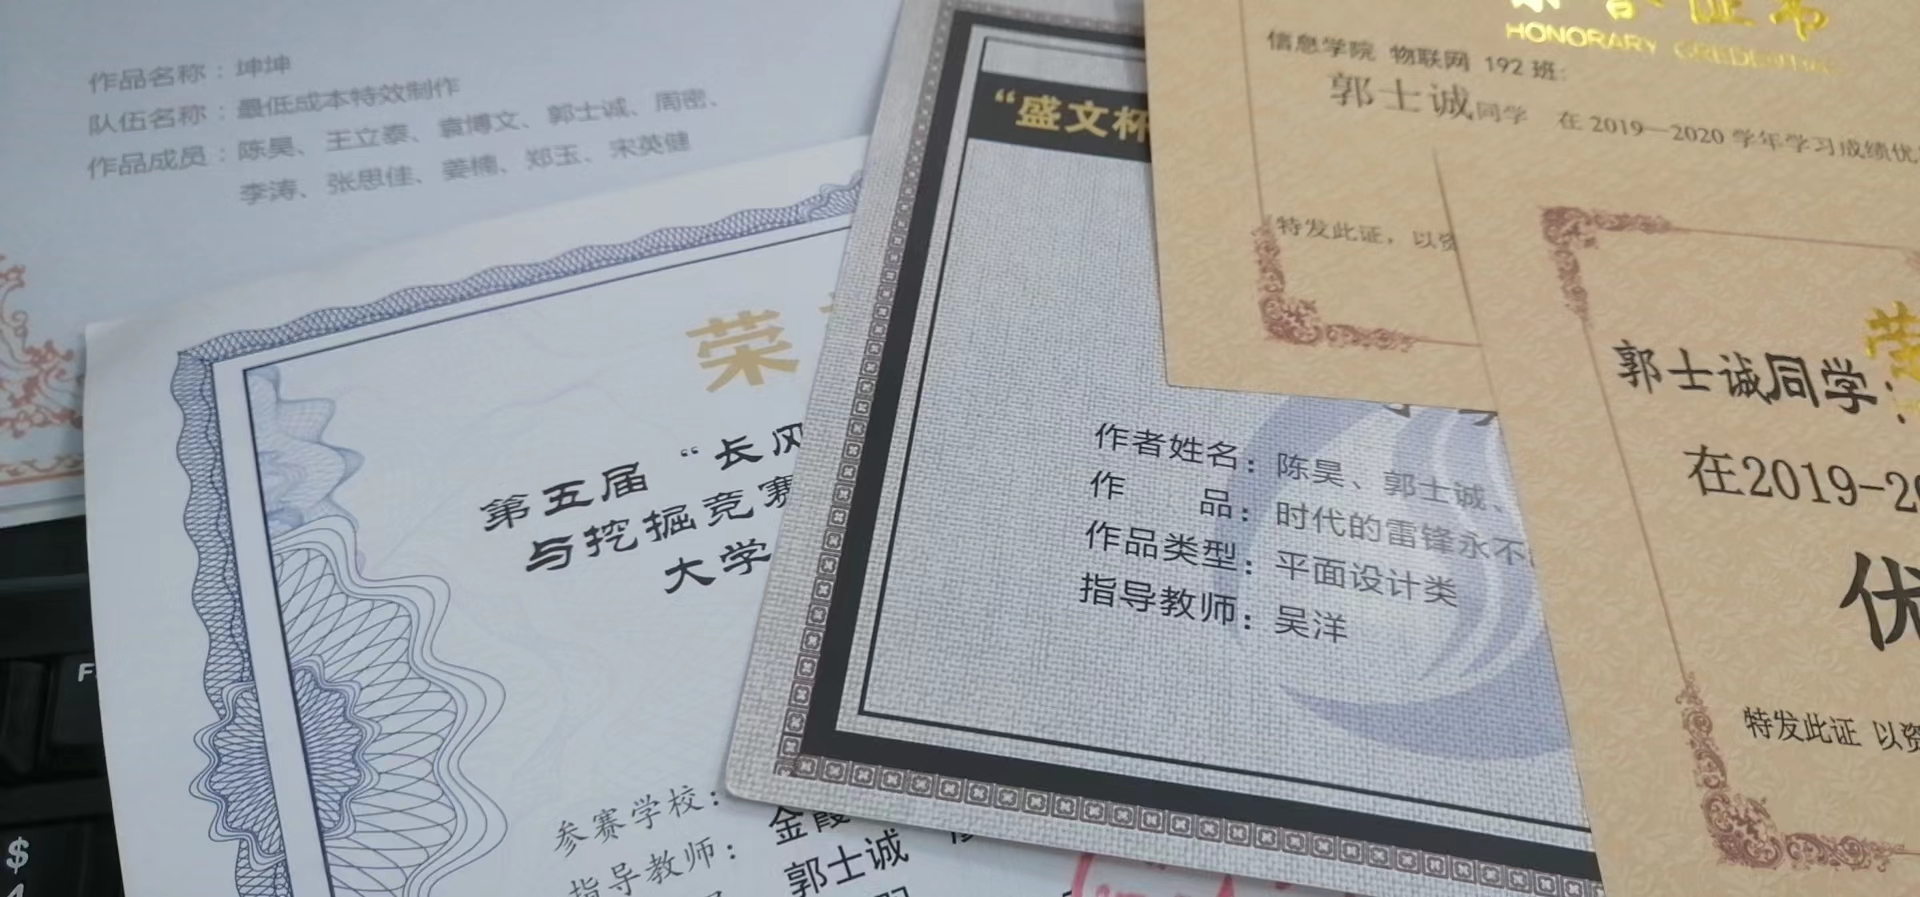 作品名称：坤坤
队伍名称：最低成本特效制作
作品成员：陈昊、王立泰、袁博文、郭士诚、周密、
李涛、张思佳、姜楠、郑玉、宋英健
荣
第五届 “长风
与挖掘竞赛
大学
参赛学校：
指导教师：金霞
郭士诚
“盛文杯
作者姓名：陈昊、郭士诚、
作 品：时代的雷锋永不
作品类型：平面设计类
指导教师：吴洋
荣誉证书
HONORARY CREDENTIAL
信息学院 物联网 192 班：
郭士诚同学 在 2019—2020 学年学习成绩优
特发此证，以资
荣
郭士诚同学：
在2019-20
优
特发此证 以资
F
$
4